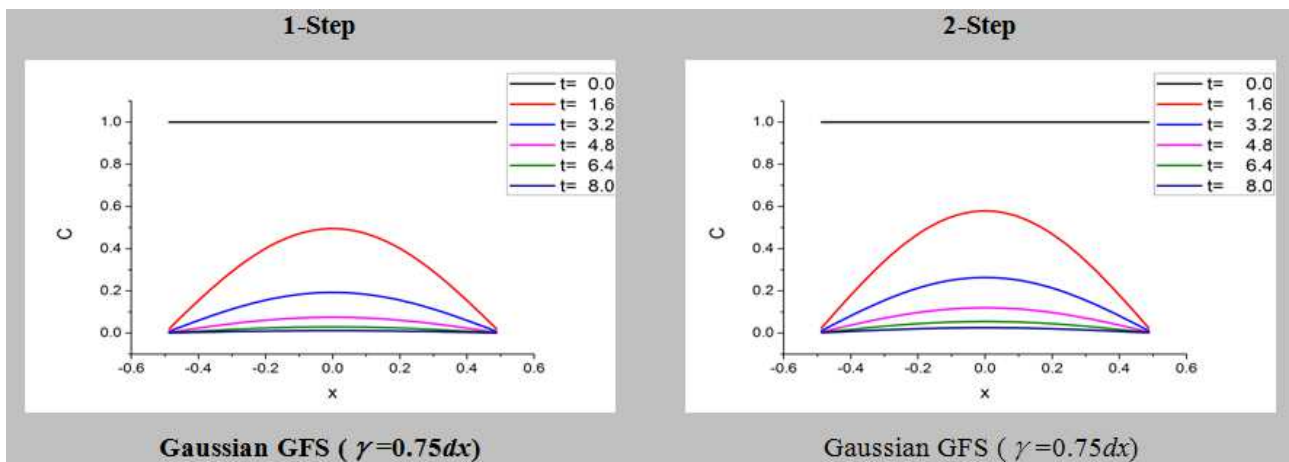 1-Step
2-Step
t= 0.0
t= 1.6
t= 3.2
t= 4.8
t= 6.4
t= 8.0
1.0
0.8
0.6
0.4
0.2
0.0
C
-0.6 -0.4 -0.2 0.0 0.2 0.4 0.6
x
t= 0.0
t= 1.6
t= 3.2
t= 4.8
t= 6.4
t= 8.0
1.0
0.8
0.6
0.4
0.2
0.0
C
-0.6 -0.4 -0.2 0.0 0.2 0.4 0.6
x
Gaussian GFS ( γ=0.75dx)
Gaussian GFS ( γ=0.75dx)